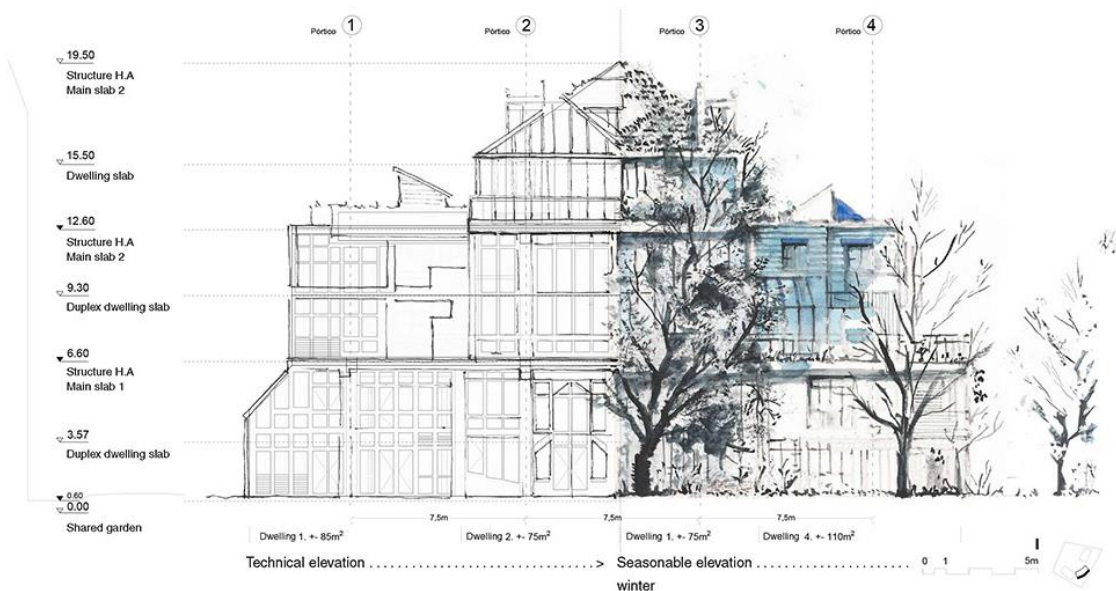 Pórtico 1
Pórtico 2
Pórtico 3
Pórtico 4
19.50
Structure H.A
Main slab 2
15.50
Dwelling slab
12.60
Structure H.A
Main slab 2
9.30
Duplex dwelling slab
6.60
Structure H.A
Main slab 1
3.57
Duplex dwelling slab
0.60
0.00
Shared garden
7,5m
7,5m
7,5m
Dwelling 1. +- 85m²
Dwelling 2. +- 75m²
Dwelling 1. +- 75m²
Dwelling 4. +- 110m²
Technical elevation . . . . . . . . . . . . . . . . . . . . . . . . . . . >
Seasonable elevation . . . . . . . . . . . . . . . . .
winter
0 1 5m